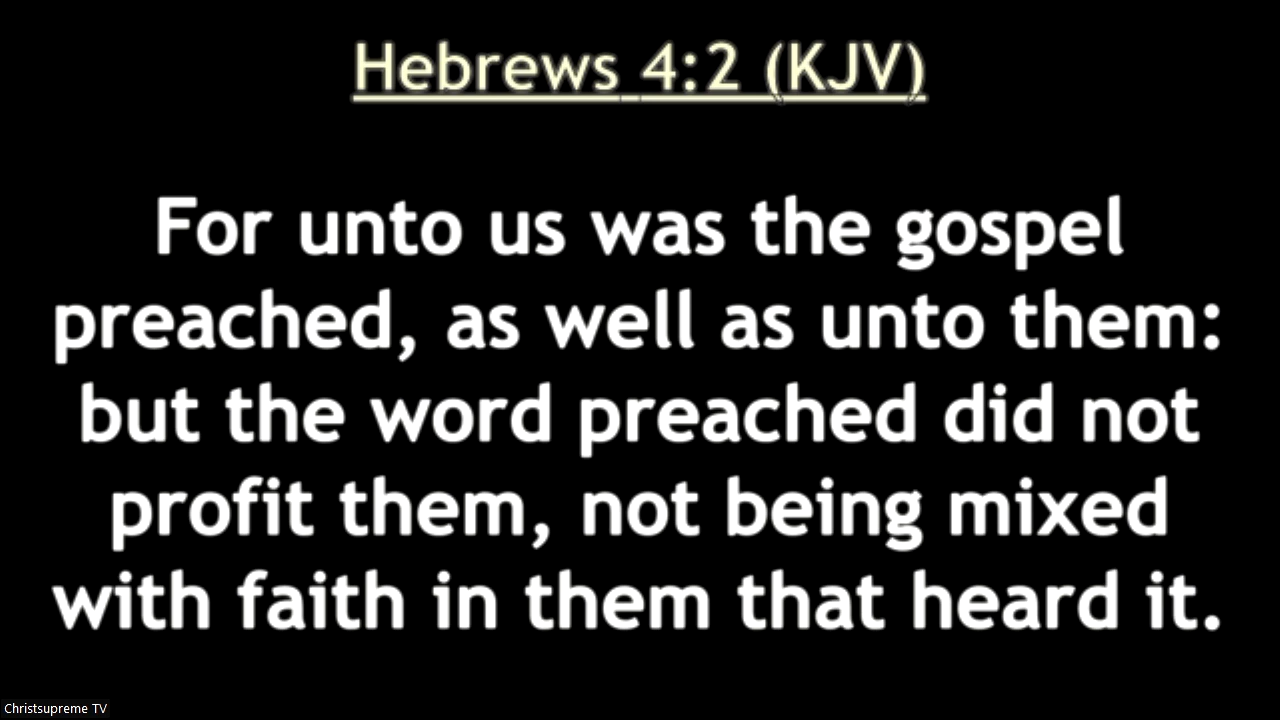 Hebrews 4:2 (KJV)
For unto us was the gospel
preached, as well as unto them:
but the word preached did not
profit them, not being mixed
with faith in them that heard it.
Christsupreme TV